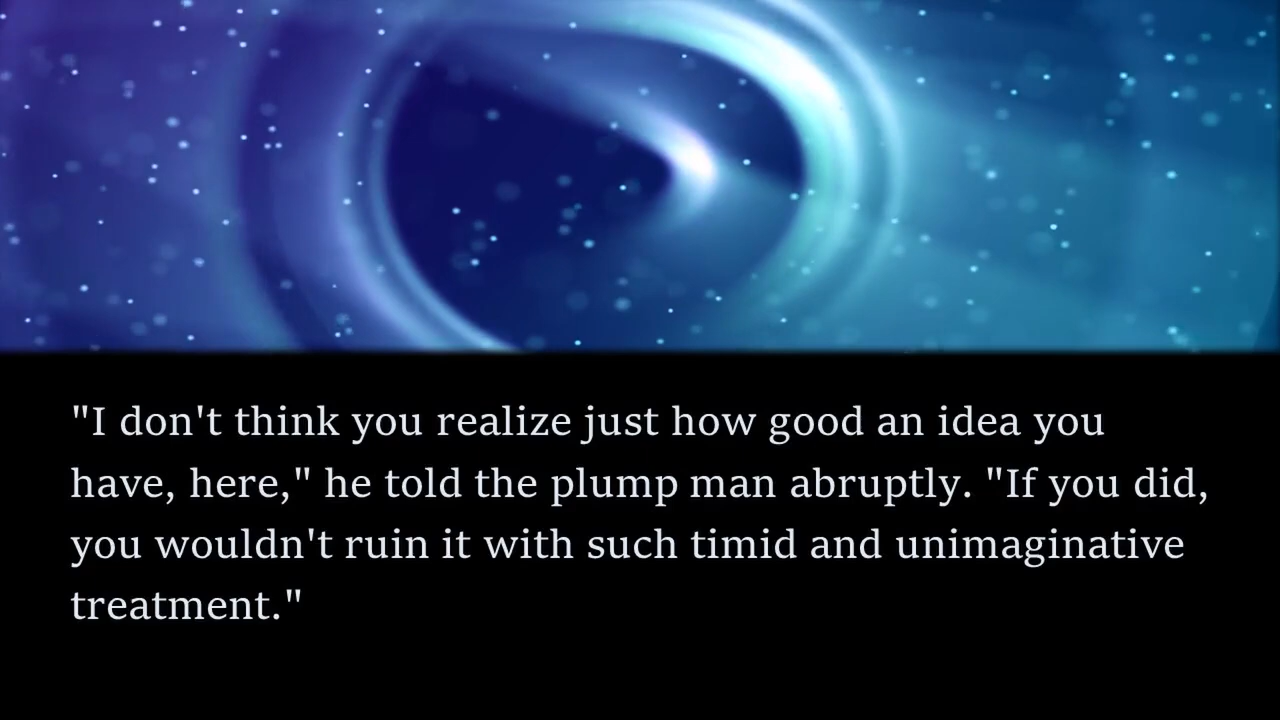 "I don't think you realize just how good an idea you
have, here," he told the plump man abruptly. "If you did,
you wouldn't ruin it with such timid and unimaginative
treatment."